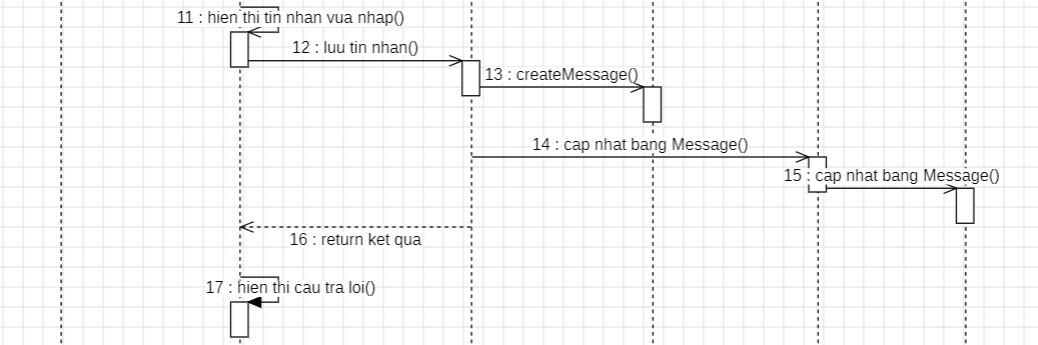 11 : hien thi tin nhan vua nhap()
12 : luu tin nhan()
13 : createMessage()
14 : cap nhat bang Message()
15 : cap nhat bang Message()
16 : return ket qua
17 : hien thi cau tra loi()